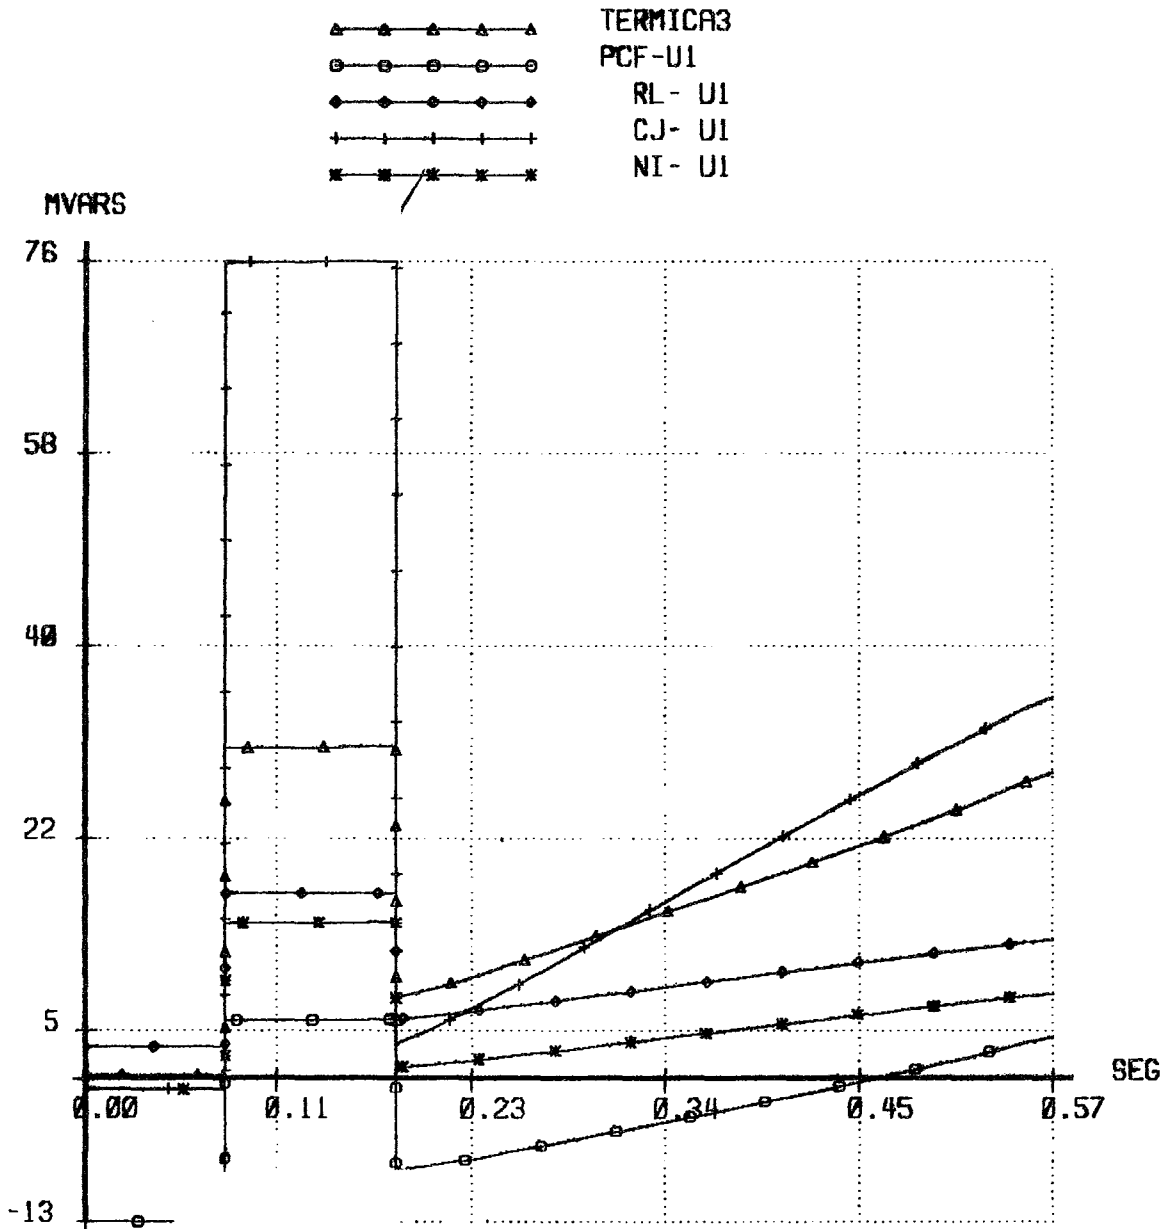 TERMICA3
PCF-U1
RL- U1
CJ- U1
NI- U1
MVARS
76
58
40
22
5
-13
0.00
0.11
0.23
0.34
0.45
0.57
SEG